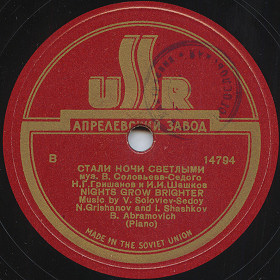 USSR
АПРЕЛЕВСКИЙ ЗАВОД
В 14794
СТАЛИ НОЧИ СВЕТЛЫМИ
муз. В. Соловьева-Седого
Н.Г.Гришанов и И.И.Шашков
NIGHTS GROW BRIGHTER
Music by V. Soloviev-Sedoy
N.Grishanov and I. Shashkov
B. Abramovich
(Piano)
MADE IN THE SOVIET UNION